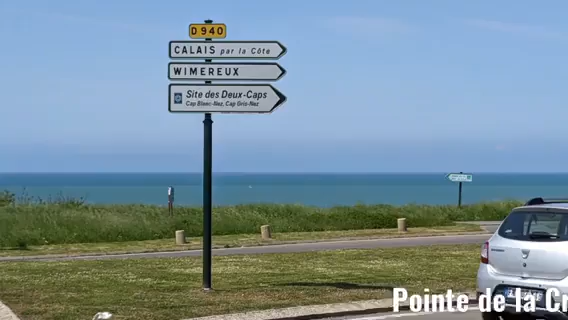 D 940
CALAIS par la Côte
WIMEREUX
Site des Deux-Caps
Cap Blanc-Nez, Cap Gris-Nez
Pointe de la Cr